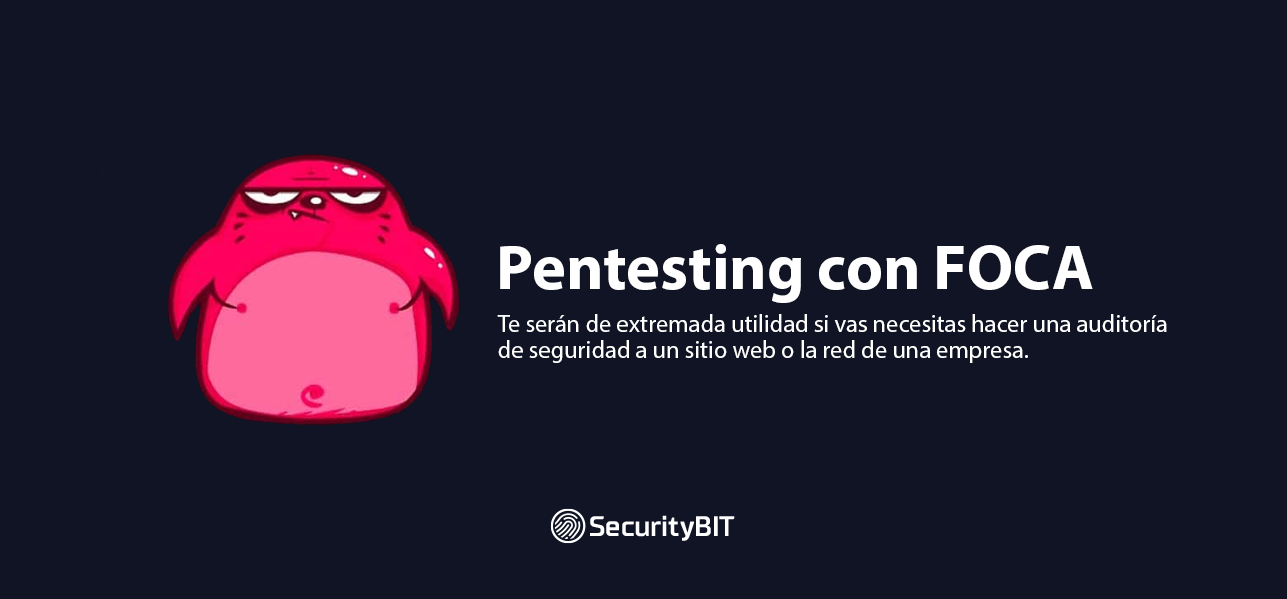 Pentesting con FOCA
Te serán de extremada utilidad si vas necesitas hacer una auditoría
de seguridad a un sitio web o la red de una empresa.
SecurityBIT